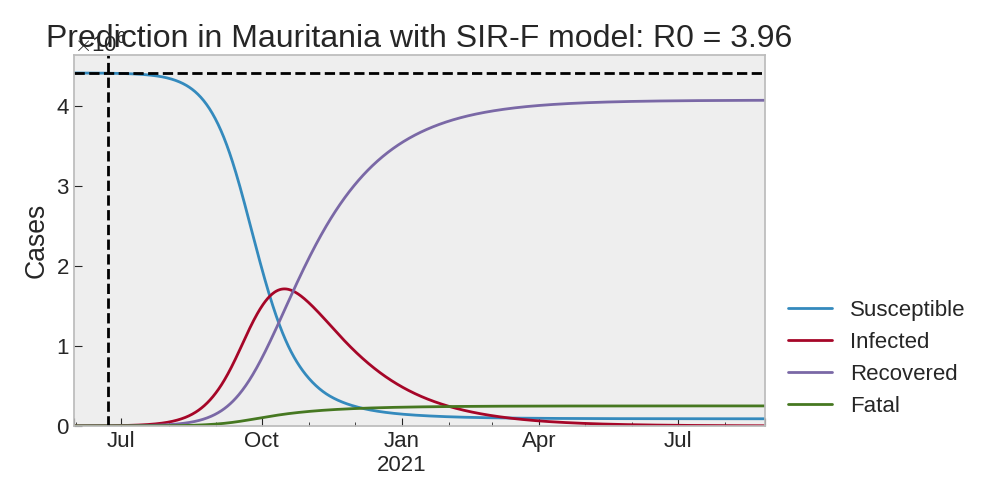 Prediction in Mauritania with SIR-F model: R0 = 3.96
×10⁶
Cases
4
3
2
1
0
Jul
Oct
Jan
2021
Apr
Jul
Susceptible
Infected
Recovered
Fatal